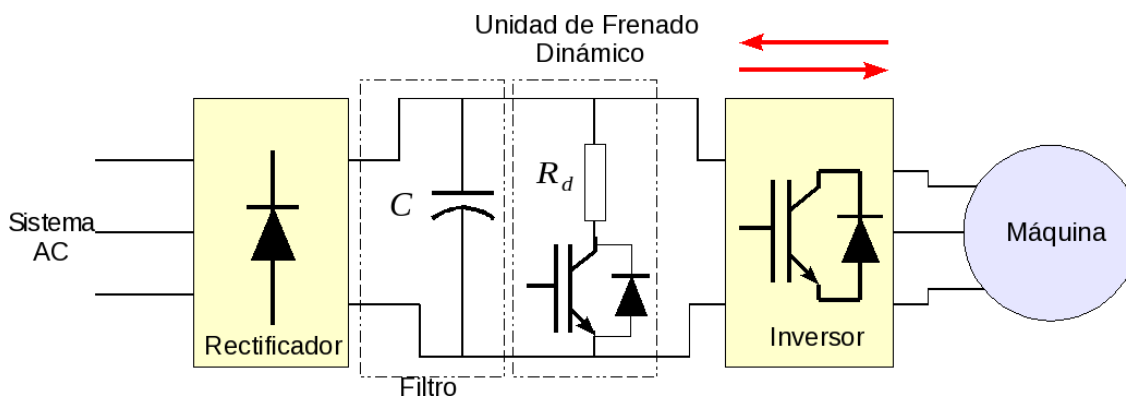 Unidad de Frenado
Dinámico
Sistema
AC
Rectificador
C
Filtro
R_d
Inversor
Máquina